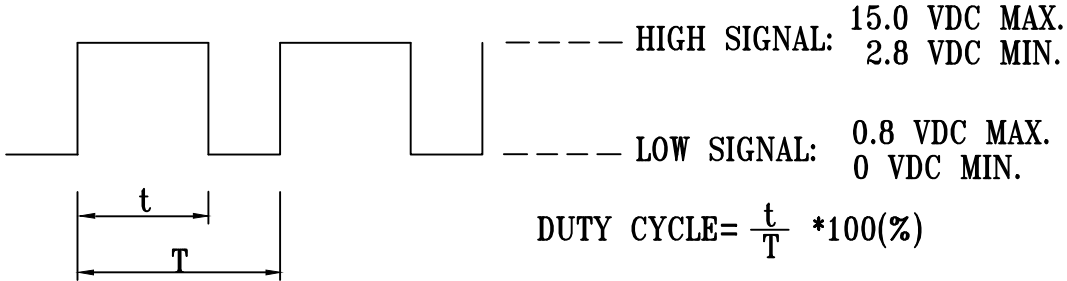 HIGH SIGNAL: 15.0 VDC MAX.
2.8 VDC MIN.
LOW SIGNAL: 0.8 VDC MAX.
0 VDC MIN.
t
T
DUTY CYCLE= t/T *100(%)